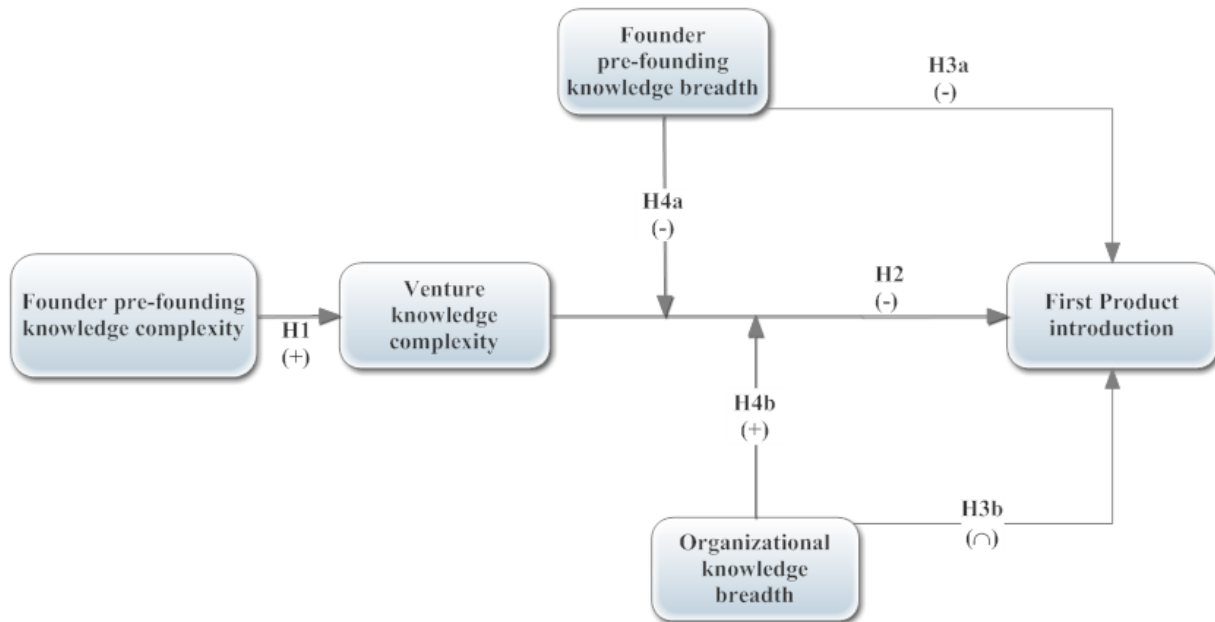 Founder
pre-founding
knowledge breadth
H3a
(-)
H4a
(-)
Founder pre-founding
knowledge complexity
H1
(+)
Venture
knowledge
complexity
H2
(-)
First Product
introduction
H4b
(+)
H3b
(∩)
Organizational
knowledge
breadth